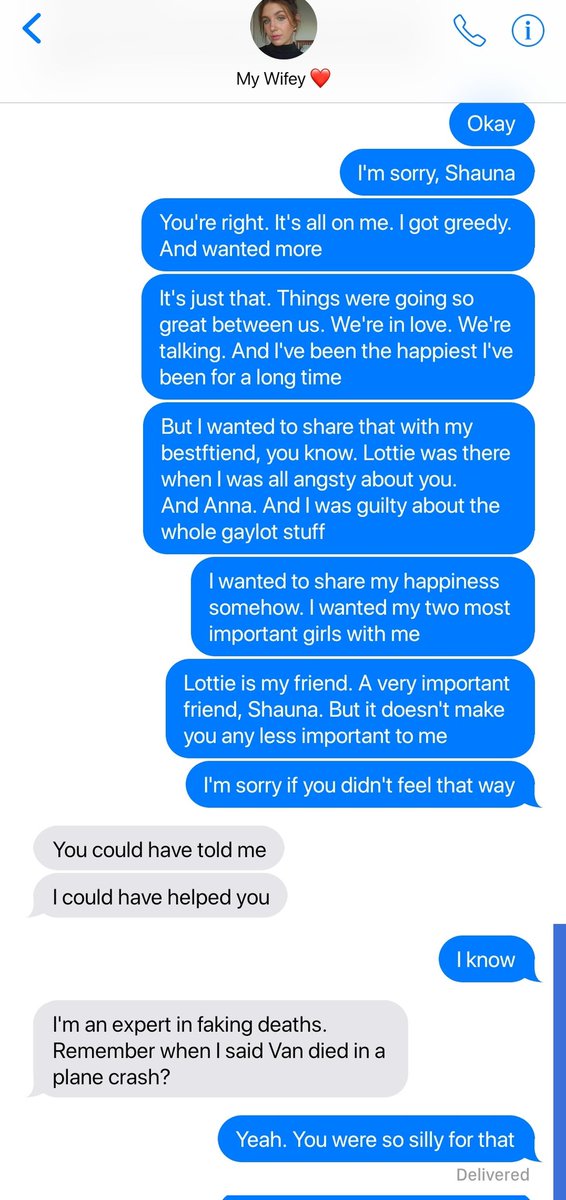 My Wifey ❤️
Okay
I'm sorry, Shauna
You're right. It's all on me. I got greedy.
And wanted more
It's just that. Things were going so
great between us. We're in love. We're
talking. And I've been the happiest I've
been for a long time
But I wanted to share that with my
bestftiend, you know. Lottie was there
when I was all angsty about you.
And Anna. And I was guilty about the
whole gaylot stuff
I wanted to share my happiness
somehow. I wanted my two most
important girls with me
Lottie is my friend. A very important
friend, Shauna. But it doesn't make
you any less important to me
I'm sorry if you didn't feel that way
You could have told me
I could have helped you
I know
I'm an expert in faking deaths.
Remember when I said Van died in a
plane crash?
Yeah. You were so silly for that
Delivered